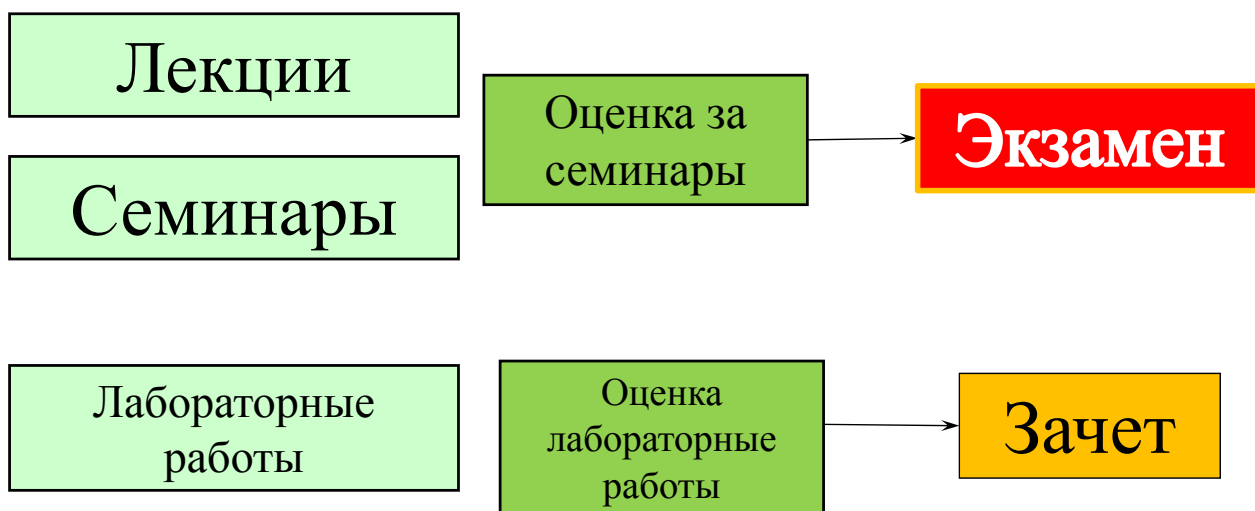 Лекции
Оценка за
семинары
Экзамен
Семинары
Лабораторные
работы
Оценка
лабораторные
работы
Зачет